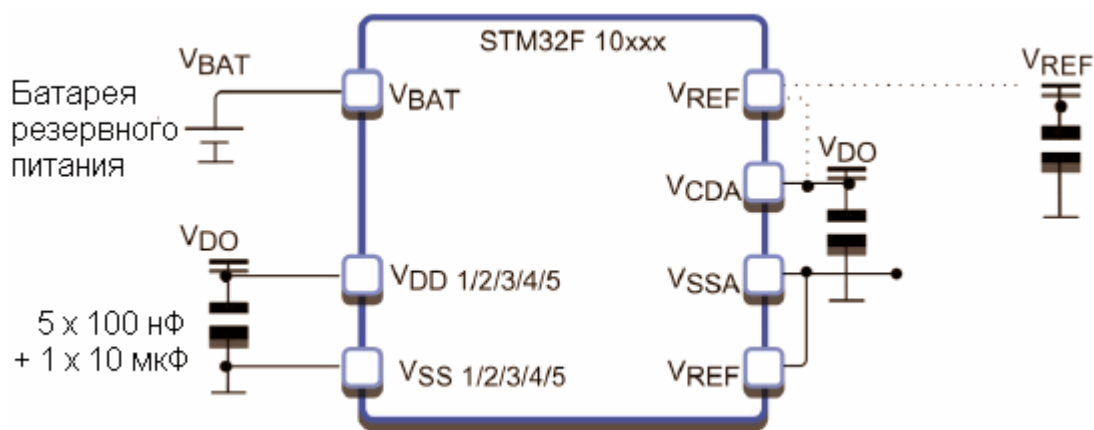 STM32F 10xxx
VBAT
Батарея
резервного
питания
VBAT
VREF
VREF
VDO
VCDA
VDO
VDD 1/2/3/4/5
VSSA
5 x 100 нФ
+ 1 x 10 мкФ
VSS 1/2/3/4/5
VREF